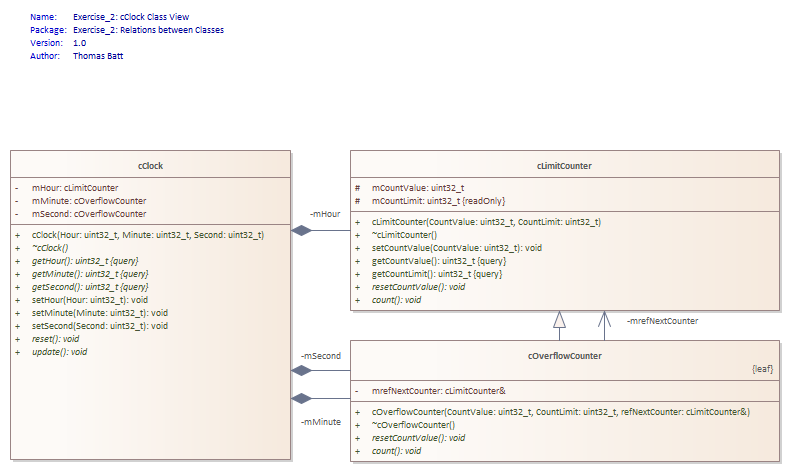 Name: Exercise_2: cClock Class View
Package: Exercise_2: Relations between Classes
Version: 1.0
Author: Thomas Batt
cClock
- mHour: cLimitCounter
- mMinute: cOverflowCounter
- mSecond: cOverflowCounter
+ cClock(Hour: uint32_t, Minute: uint32_t, Second: uint32_t)
+ ~cClock()
+ getHour(): uint32_t {query}
+ getMinute(): uint32_t {query}
+ getSecond(): uint32_t {query}
+ setHour(Hour: uint32_t): void
+ setMinute(Minute: uint32_t): void
+ setSecond(Second: uint32_t): void
+ reset(): void
+ update(): void
-mHour
cLimitCounter
# mCountValue: uint32_t
# mCountLimit: uint32_t {readOnly}
+ cLimitCounter(CountValue: uint32_t, CountLimit: uint32_t)
+ ~cLimitCounter()
+ setCountValue(CountValue: uint32_t): void
+ getCountValue(): uint32_t {query}
+ getCountLimit(): uint32_t {query}
+ resetCountValue(): void
+ count(): void
-mrefNextCounter
-mSecond
-mMinute
cOverflowCounter
{leaf}
- mrefNextCounter: cLimitCounter&
+ cOverflowCounter(CountValue: uint32_t, CountLimit: uint32_t, refNextCounter: cLimitCounter&)
+ ~cOverflowCounter()
+ resetCountValue(): void
+ count(): void